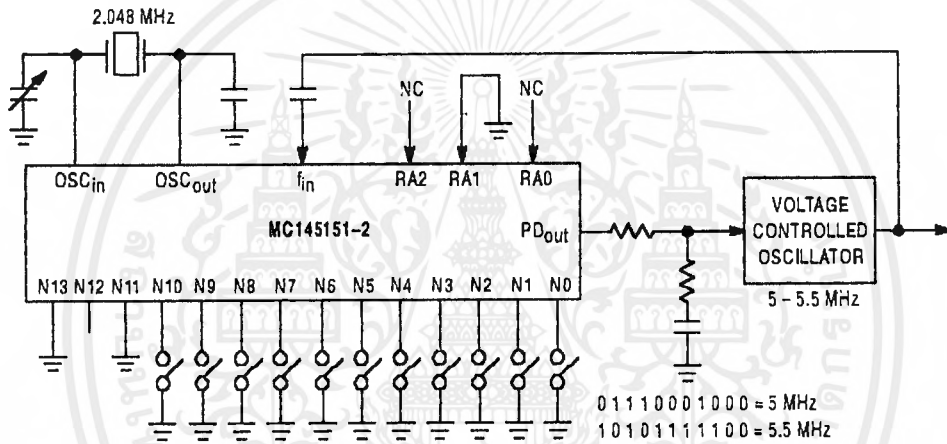 2.048 MHz
NC
NC
OSCin
OSCout
fin
RA2
RA1
RA0
MC145151-2
PDout
VOLTAGE
CONTROLLED
OSCILLATOR
5 – 5.5 MHz
N13 N12 N11 N10 N9 N8 N7 N6 N5 N4 N3 N2 N1 N0
01110001000 = 5 MHz
10101111100 = 5.5 MHz